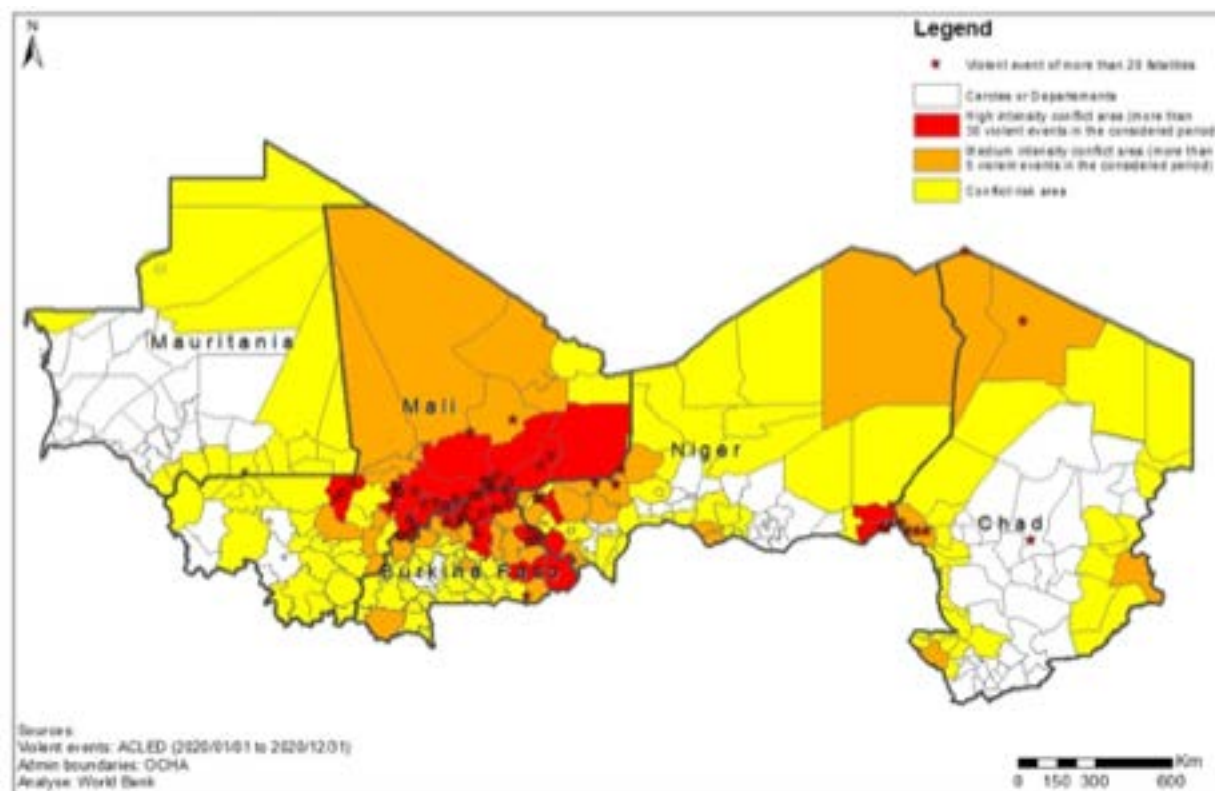 N
Legend
Violent event of more than 20 fatalities
Cercles or Departements
High intensity conflict area (more than
30 violent events in the considered period
Medium intensity conflict area (more than
5 violent events in the considered period)
Conflict risk area
Mauritania
Mali
Niger
Chad
Burkina Faso
Sources:
Violent events: ACLED (2020/01/01 to 2020/12/31)
Admin boundaries: OCHA
Analyse: World Bank
Km
0 150 300 600